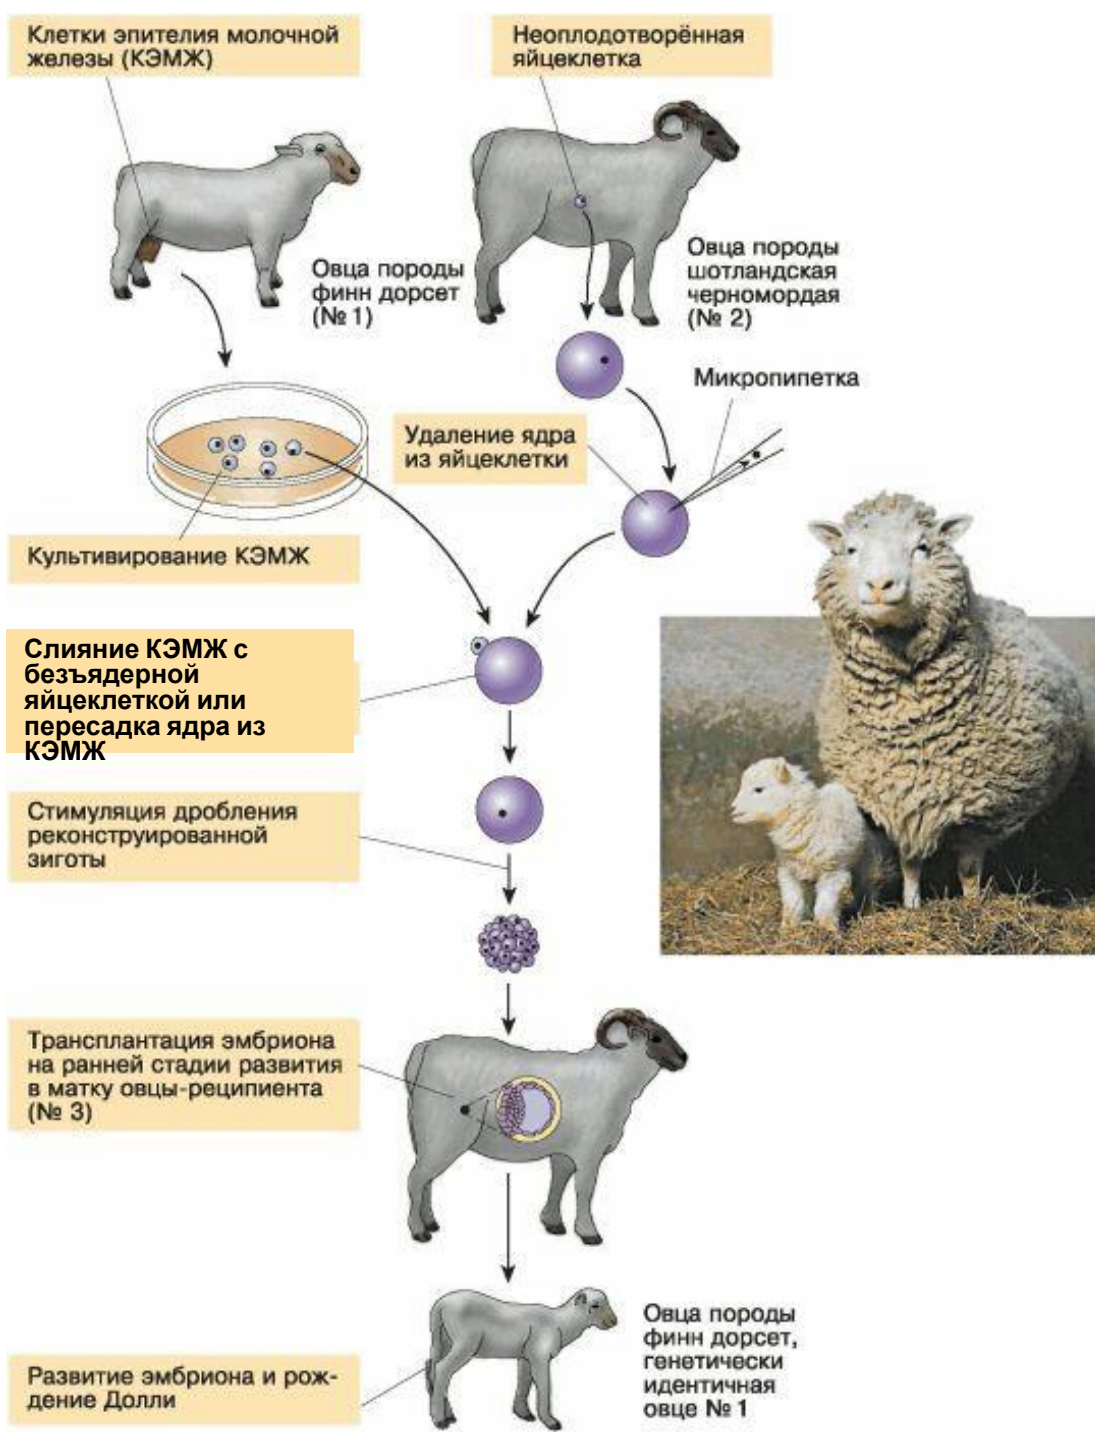 Клетки эпителия молочной
железы (КЭМЖ)
Неоплодотворённая
яйцеклетка
Овца породы
финн дорсет
(№ 1)
Овца породы
шотландская
черномордая
(№ 2)
Микропипетка
Удаление ядра
из яйцеклетки
Культивирование КЭМЖ
Слияние КЭМЖ с
безъядерной
яйцеклеткой или
пересадка ядра из
КЭМЖ
Стимуляция дробления
реконструированной
зиготы
Трансплантация эмбриона
на ранней стадии развития
в матку овцы-реципиента
(№ 3)
Овца породы
финн дорсет,
генетически
идентичная
овце № 1
Развитие эмбриона и рож-
дение Долли